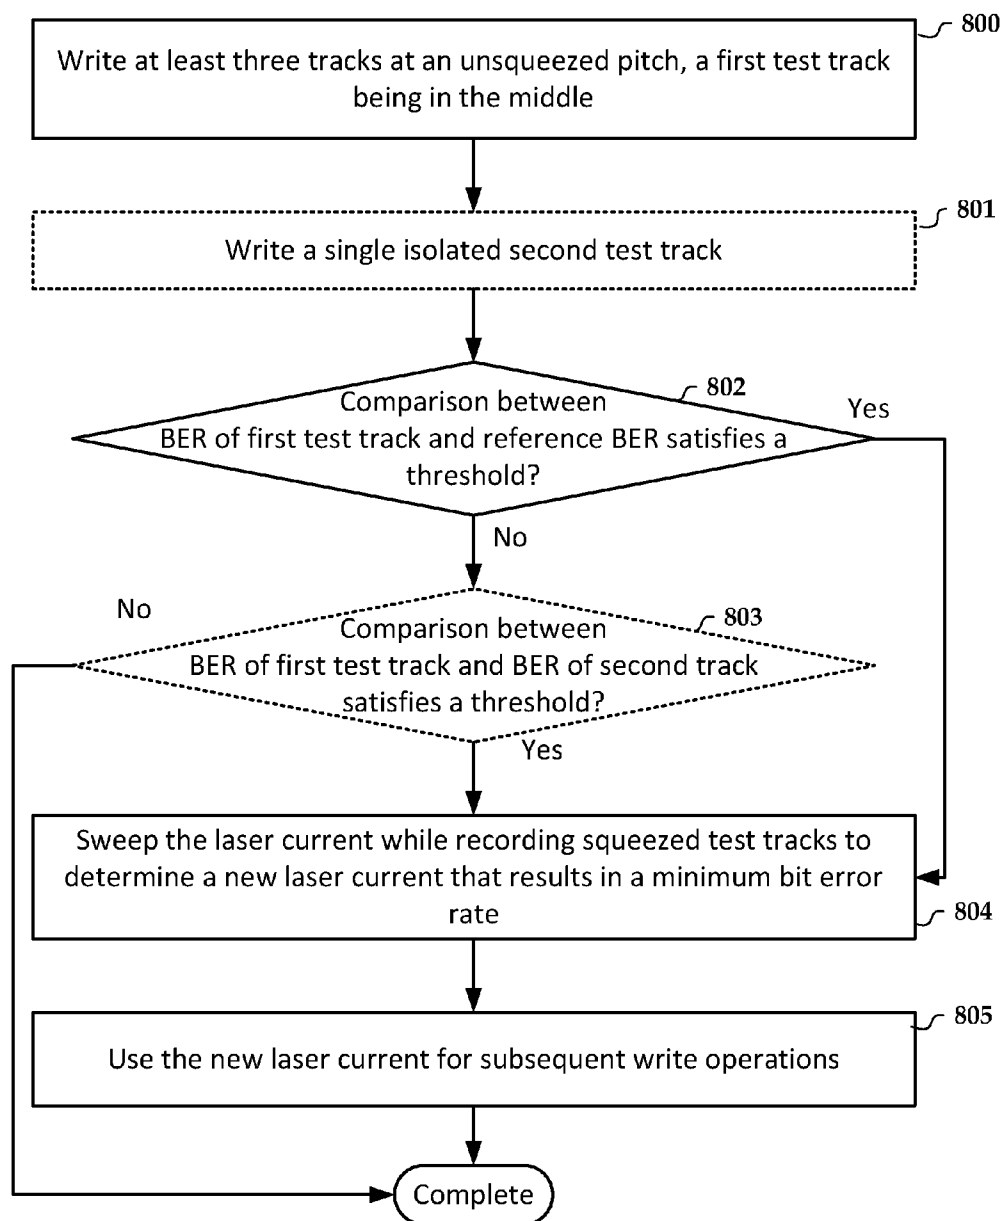 800
Write at least three tracks at an unsqueezed pitch, a first test track
being in the middle
801
Write a single isolated second test track
802
Comparison between
BER of first test track and reference BER satisfies a
threshold?
Yes
No
No
803
Comparison between
BER of first test track and BER of second track
satisfies a threshold?
Yes
Sweep the laser current while recording squeezed test tracks to
determine a new laser current that results in a minimum bit error
rate
804
805
Use the new laser current for subsequent write operations
Complete